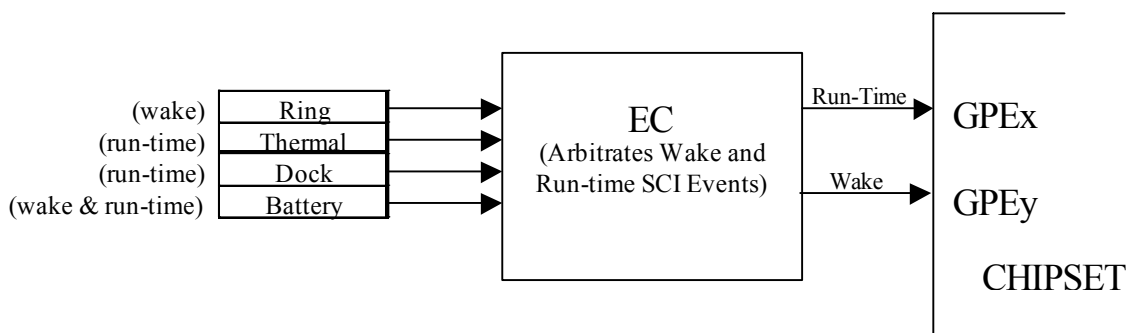 (wake) Ring
(run-time) Thermal
(run-time) Dock
(wake & run-time) Battery
EC
(Arbitrates Wake and
Run-time SCI Events)
Run-Time
Wake
GPEx
GPEy
CHIPSET